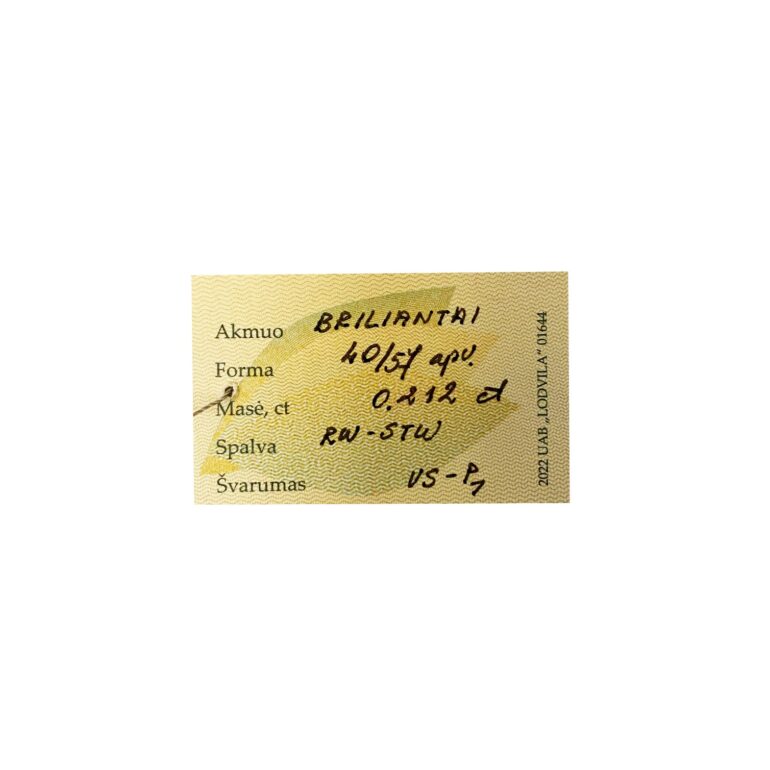 Akmuo BRILIANTAI
Forma 40/57 apv.
Masė, ct 0.212 ct
Spalva RW-STW
Švarumas VS-P1
2022 UAB „LODVILA“ 01644